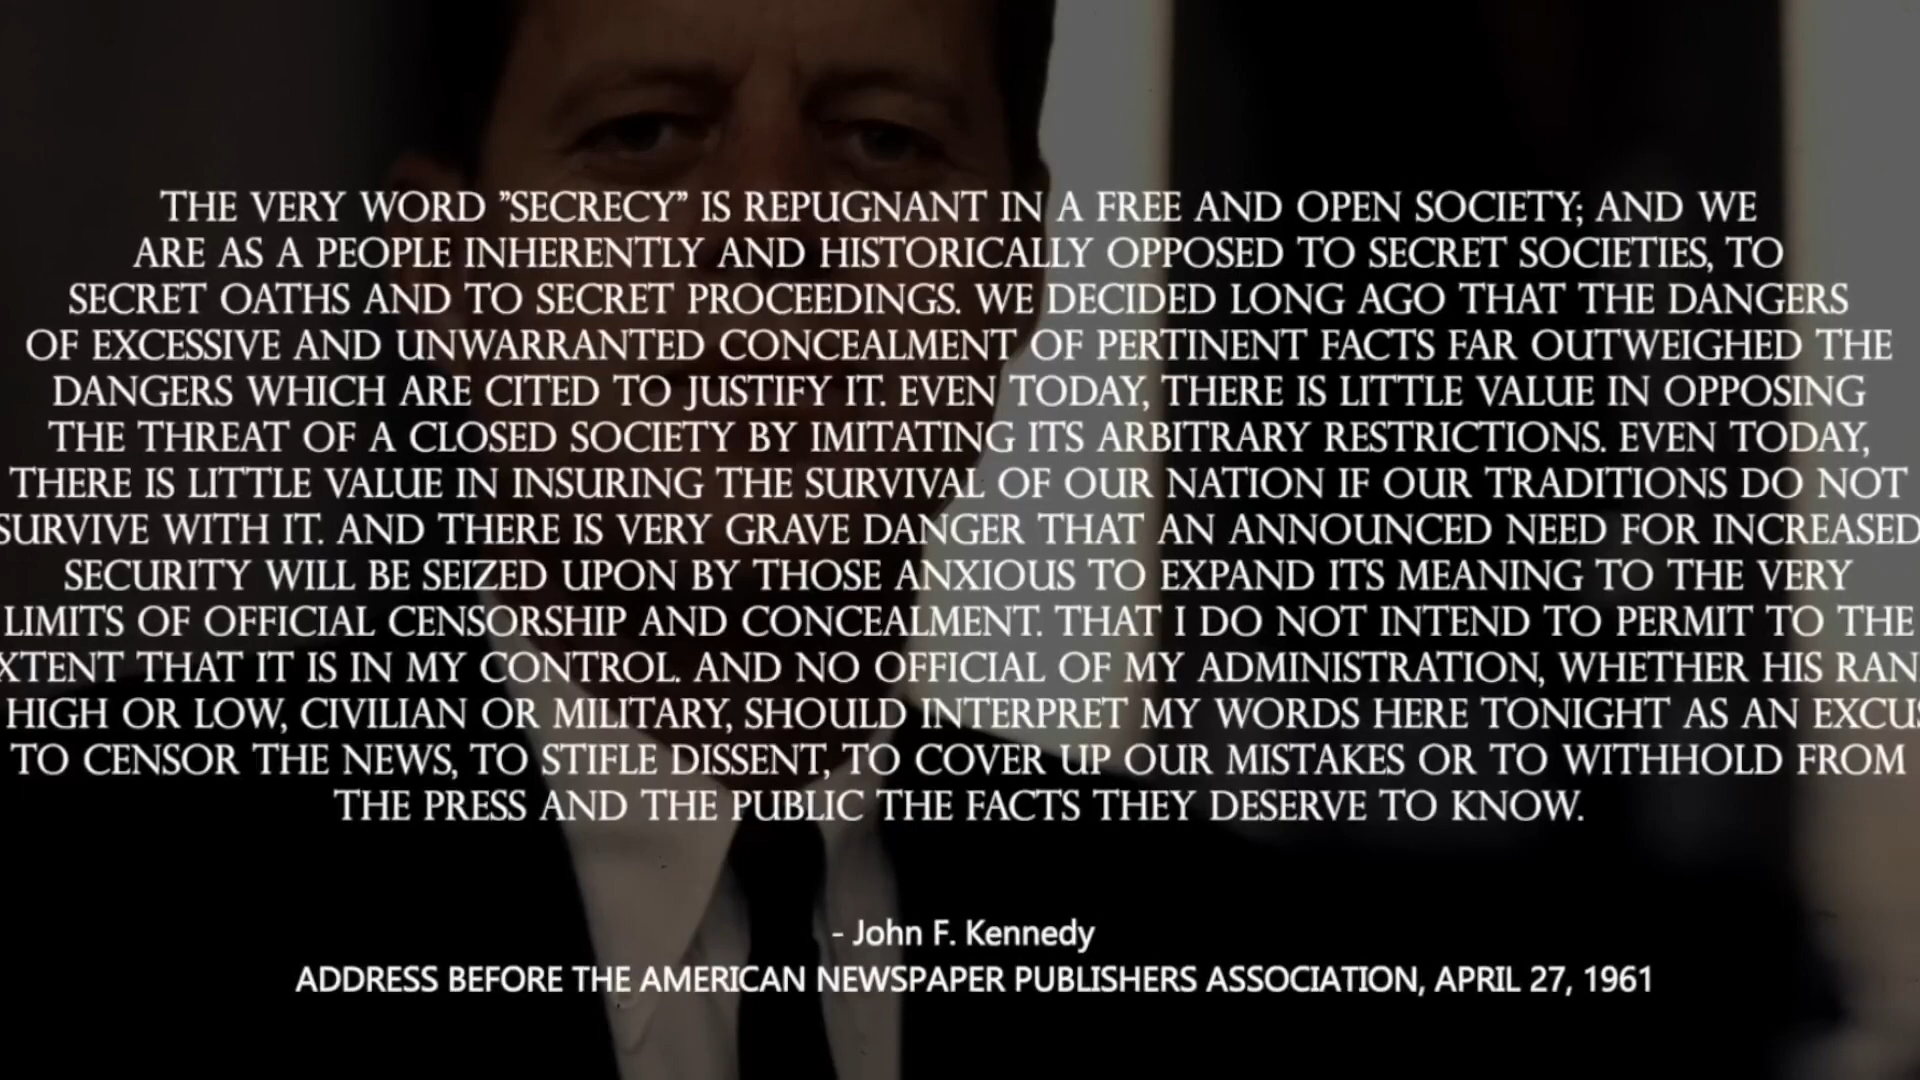 THE VERY WORD ”SECRECY” IS REPUGNANT IN A FREE AND OPEN SOCIETY; AND WE
ARE AS A PEOPLE INHERENTLY AND HISTORICALLY OPPOSED TO SECRET SOCIETIES, TO
SECRET OATHS AND TO SECRET PROCEEDINGS. WE DECIDED LONG AGO THAT THE DANGERS
OF EXCESSIVE AND UNWARRANTED CONCEALMENT OF PERTINENT FACTS FAR OUTWEIGHED THE
DANGERS WHICH ARE CITED TO JUSTIFY IT. EVEN TODAY, THERE IS LITTLE VALUE IN OPPOSING
THE THREAT OF A CLOSED SOCIETY BY IMITATING ITS ARBITRARY RESTRICTIONS. EVEN TODAY,
THERE IS LITTLE VALUE IN INSURING THE SURVIVAL OF OUR NATION IF OUR TRADITIONS DO NOT
SURVIVE WITH IT. AND THERE IS VERY GRAVE DANGER THAT AN ANNOUNCED NEED FOR INCREASED
SECURITY WILL BE SEIZED UPON BY THOSE ANXIOUS TO EXPAND ITS MEANING TO THE VERY
LIMITS OF OFFICIAL CENSORSHIP AND CONCEALMENT. THAT I DO NOT INTEND TO PERMIT TO THE
XTENT THAT IT IS IN MY CONTROL. AND NO OFFICIAL OF MY ADMINISTRATION, WHETHER HIS RAN
HIGH OR LOW, CIVILIAN OR MILITARY, SHOULD INTERPRET MY WORDS HERE TONIGHT AS AN EXCUS
TO CENSOR THE NEWS, TO STIFLE DISSENT, TO COVER UP OUR MISTAKES OR TO WITHHOLD FROM
THE PRESS AND THE PUBLIC THE FACTS THEY DESERVE TO KNOW.
- John F. Kennedy
ADDRESS BEFORE THE AMERICAN NEWSPAPER PUBLISHERS ASSOCIATION, APRIL 27, 1961